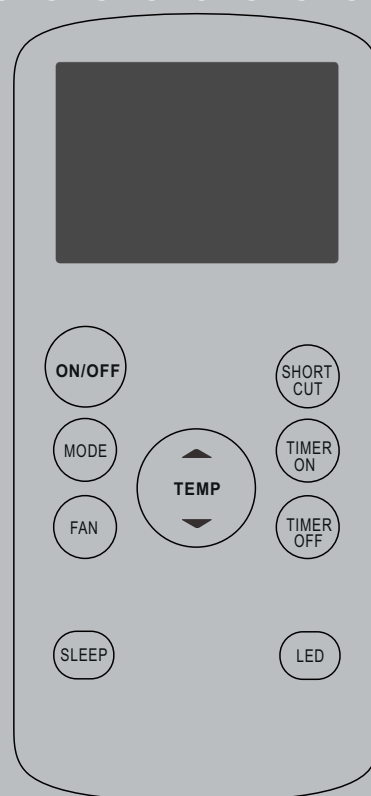 ON/OFF
SHORT
CUT
MODE
TEMP
TIMER
ON
FAN
TIMER
OFF
SLEEP
LED